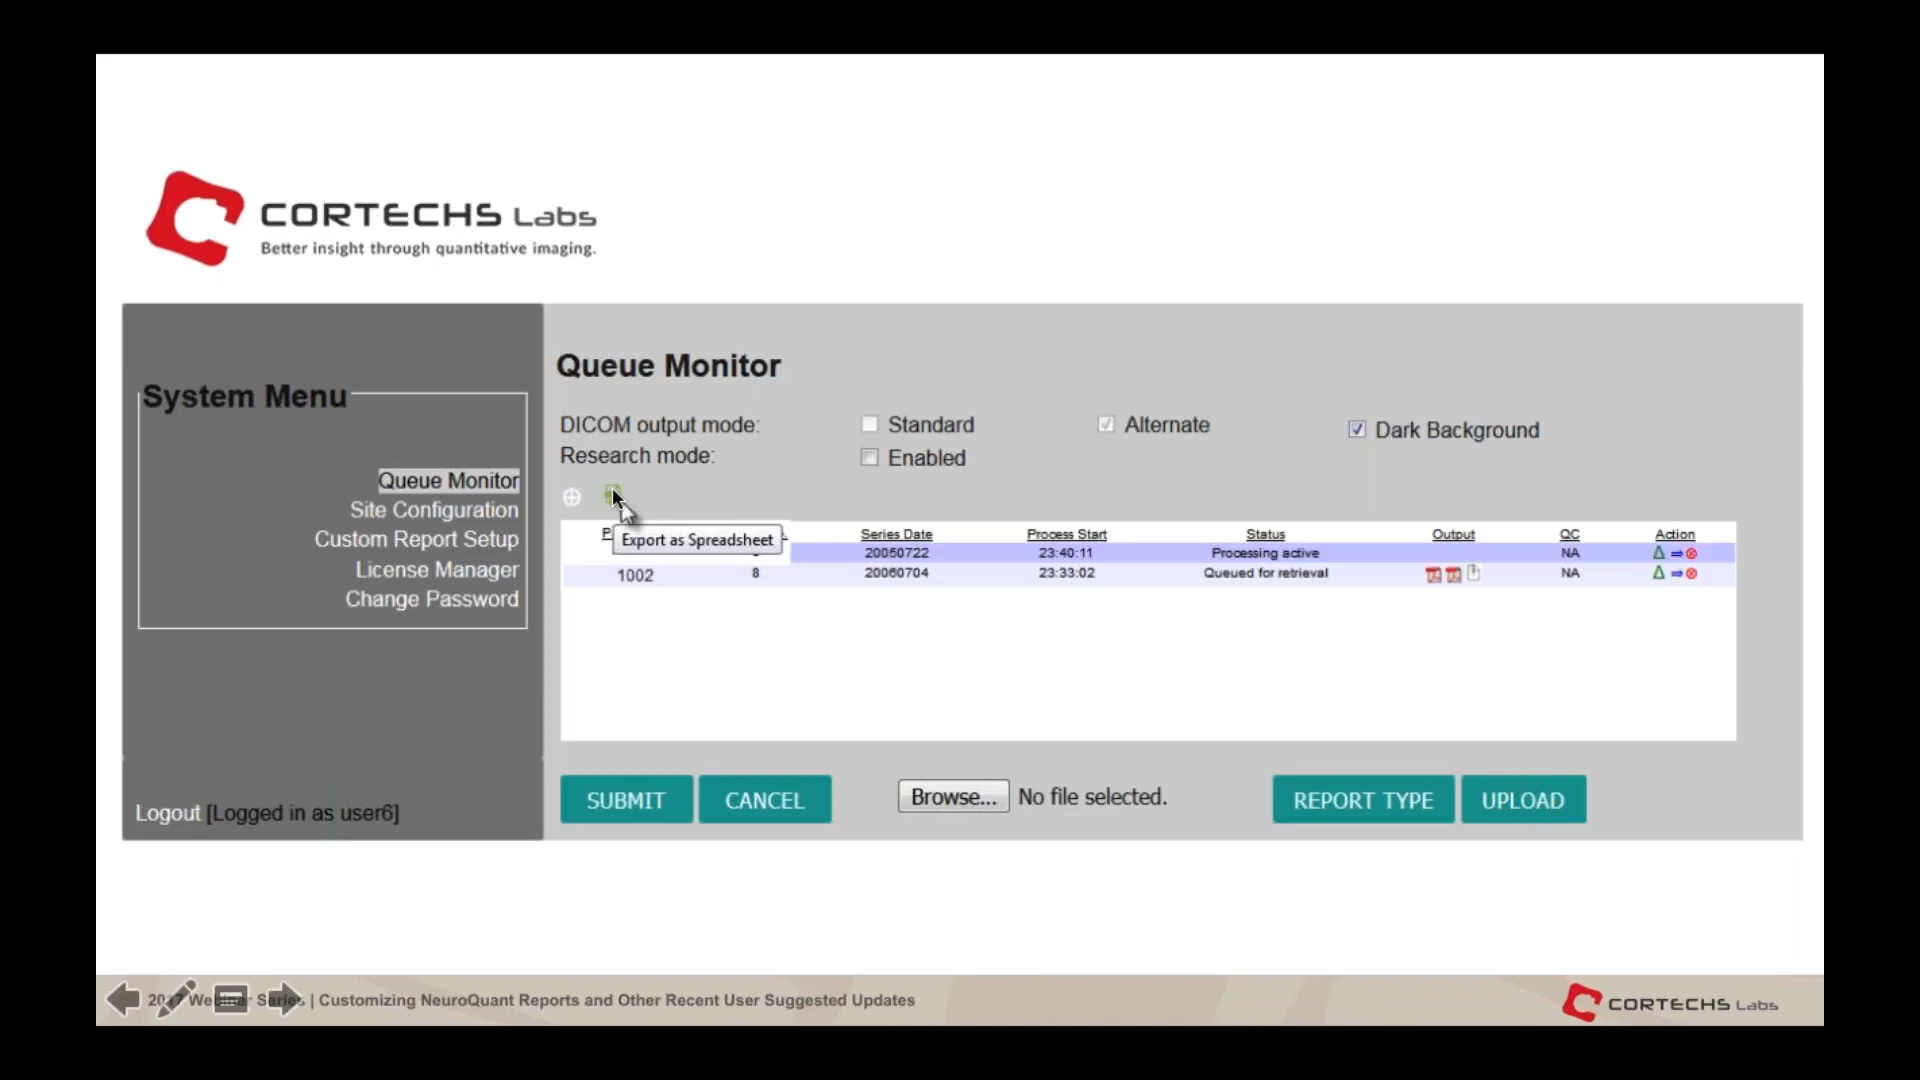 CORTECHS Labs
Better insight through quantitative imaging.
System Menu
Queue Monitor
Site Configuration
Custom Report Setup
License Manager
Change Password
Logout [Logged in as user6]
Queue Monitor
DICOM output mode: Standard Alternate Dark Background
Research mode: Enabled
Export as Spreadsheet
Series Date Process Start Status Output QC Action
20050722 23:40:11 Processing active NA
1002 8 20060704 23:33:02 Queued for retrieval NA
SUBMIT CANCEL Browse... No file selected. REPORT TYPE UPLOAD
2017 Webinar Series | Customizing NeuroQuant Reports and Other Recent User Suggested Updates
CORTECHS Labs